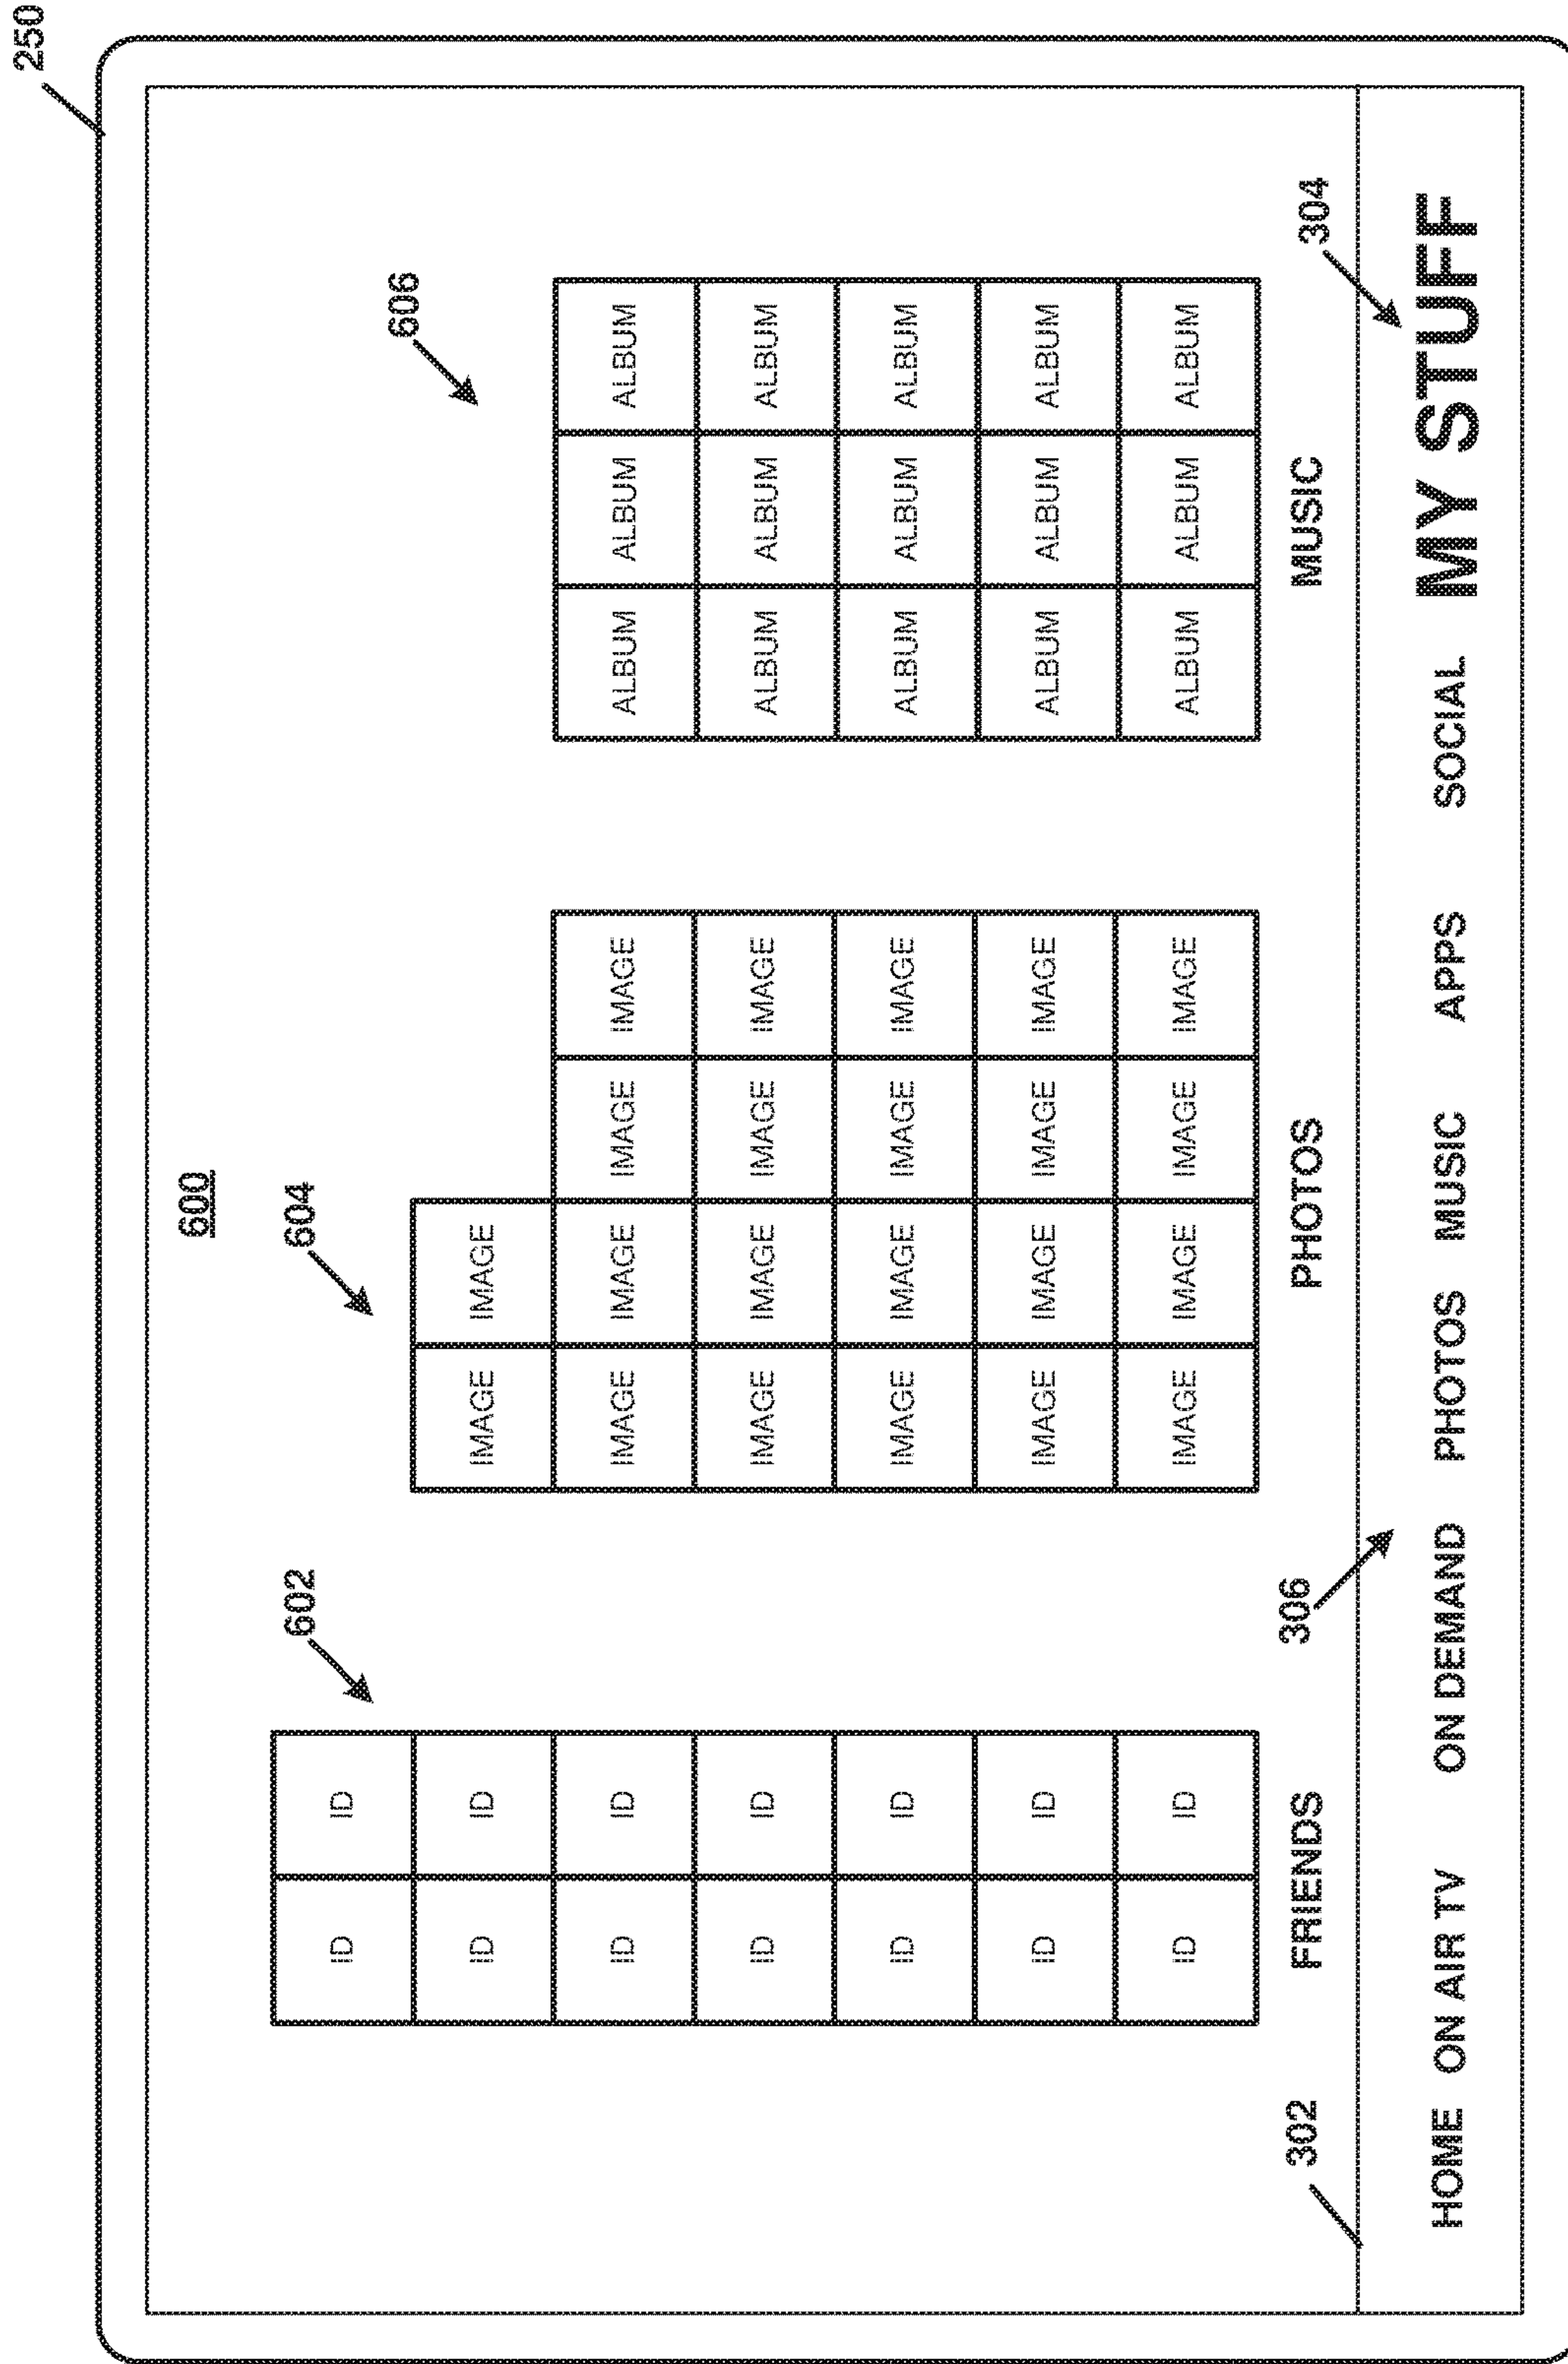 250
600
602 604
ID ID
606
ID ID IMAGE IMAGE
ID ID IMAGE IMAGE IMAGE IMAGE ALBUM ALBUM ALBUM
ID ID IMAGE IMAGE IMAGE IMAGE ALBUM ALBUM ALBUM
ID ID IMAGE IMAGE IMAGE IMAGE ALBUM ALBUM ALBUM
ID ID IMAGE IMAGE IMAGE IMAGE ALBUM ALBUM ALBUM
ID ID IMAGE IMAGE IMAGE IMAGE ALBUM ALBUM ALBUM
302 FRIENDS 306 PHOTOS MUSIC 304
HOME ON AIR TV ON DEMAND PHOTOS MUSIC APPS SOCIAL MY STUFF